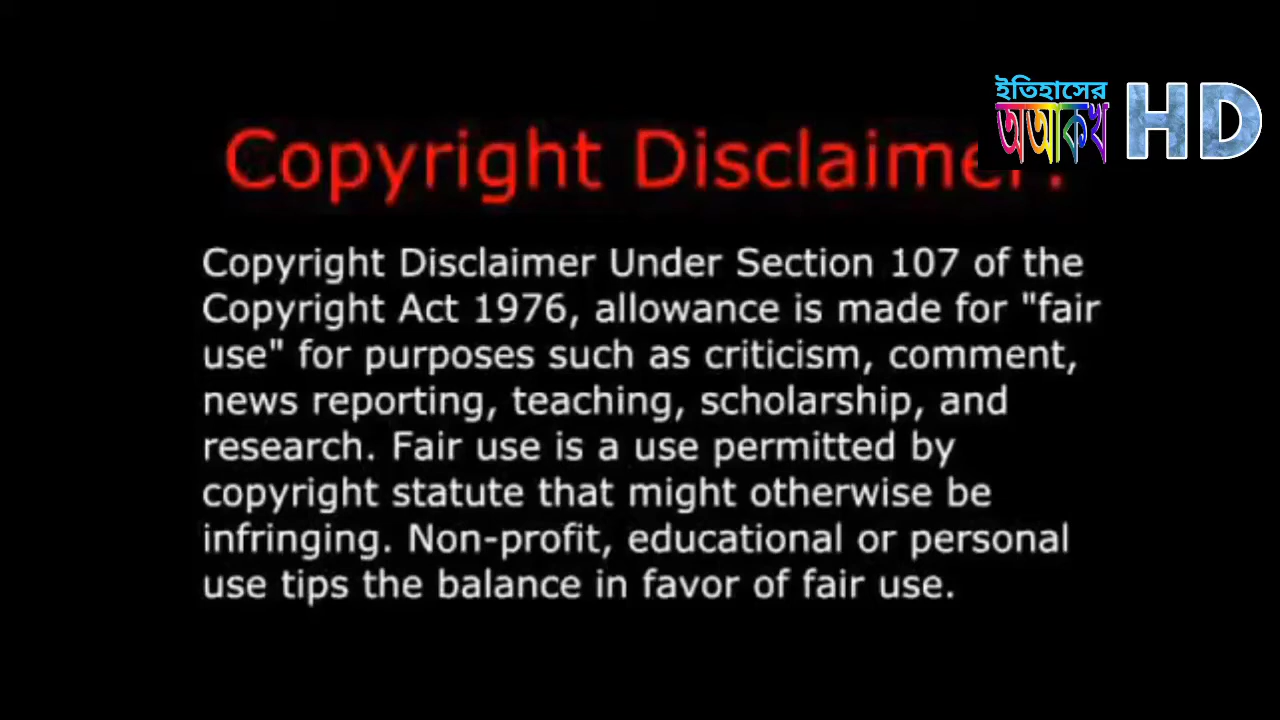 ইতিহাসের
অআকখ HD
Copyright Disclaimer!
Copyright Disclaimer Under Section 107 of the
Copyright Act 1976, allowance is made for "fair
use" for purposes such as criticism, comment,
news reporting, teaching, scholarship, and
research. Fair use is a use permitted by
copyright statute that might otherwise be
infringing. Non-profit, educational or personal
use tips the balance in favor of fair use.